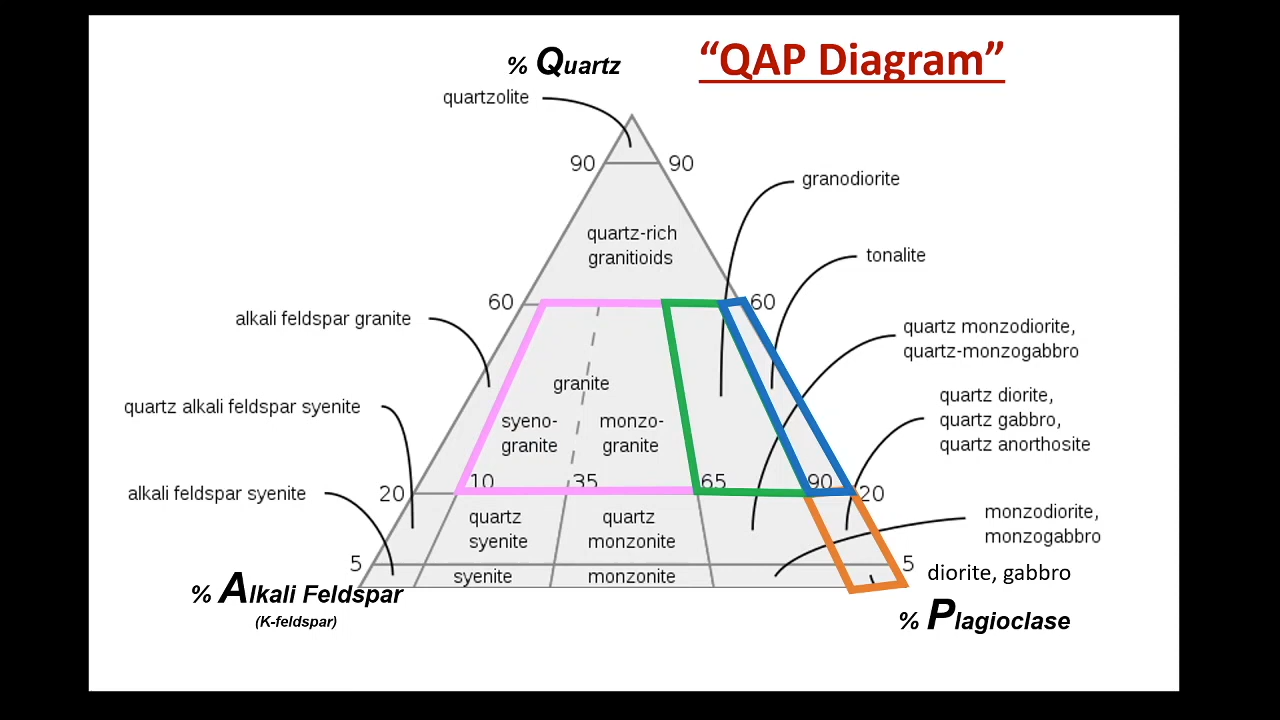 “QAP Diagram”
% Quartz
quartzolite
90
90
granodiorite
quartz-rich
granitioids
tonalite
60
60
alkali feldspar granite
quartz monzodiorite,
quartz-monzogabbro
granite
quartz alkali feldspar syenite
quartz diorite,
quartz gabbro,
quartz anorthosite
syeno-
granite
monzo-
granite
10
35
65
90
alkali feldspar syenite
20
20
quartz
syenite
quartz
monzonite
monzodiorite,
monzogabbro
5
5
syenite
monzonite
diorite, gabbro
% Alkali Feldspar
(K-feldspar)
% Plagioclase